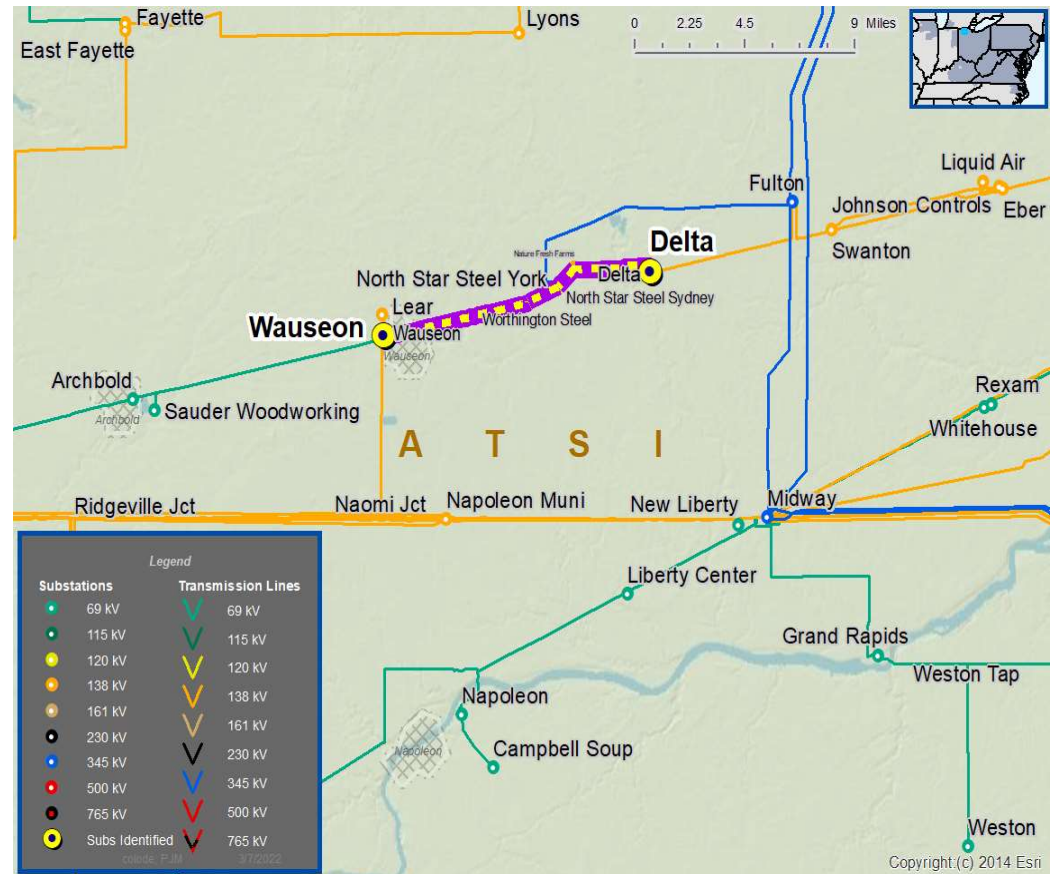 Fayette
East Fayette
Lyons
0 2.25 4.5 9 Miles
Liquid Air
Fulton
Johnson Controls
Eber
Swanton
Delta
Nature Fresh Farms
North Star Steel York
Delta
North Star Steel Sydney
Lear
Worthington Steel
Wauseon
Wauseon
Wauseon
Archbold
Sauder Woodworking
Archbold
Rexam
Whitehouse
A T S I
Ridgeville Jct
Naomi Jct
Napoleon Muni
New Liberty
Midway
Liberty Center
Grand Rapids
Weston Tap
Napoleon
Napoleon
Campbell Soup
Weston
Legend
Substations
69 kV
115 kV
120 kV
138 kV
161 kV
230 kV
345 kV
500 kV
765 kV
Subs Identified
Transmission Lines
69 kV
115 kV
120 kV
138 kV
161 kV
230 kV
345 kV
500 kV
765 kV
3/7/2022
Copyright:(c) 2014 Esri